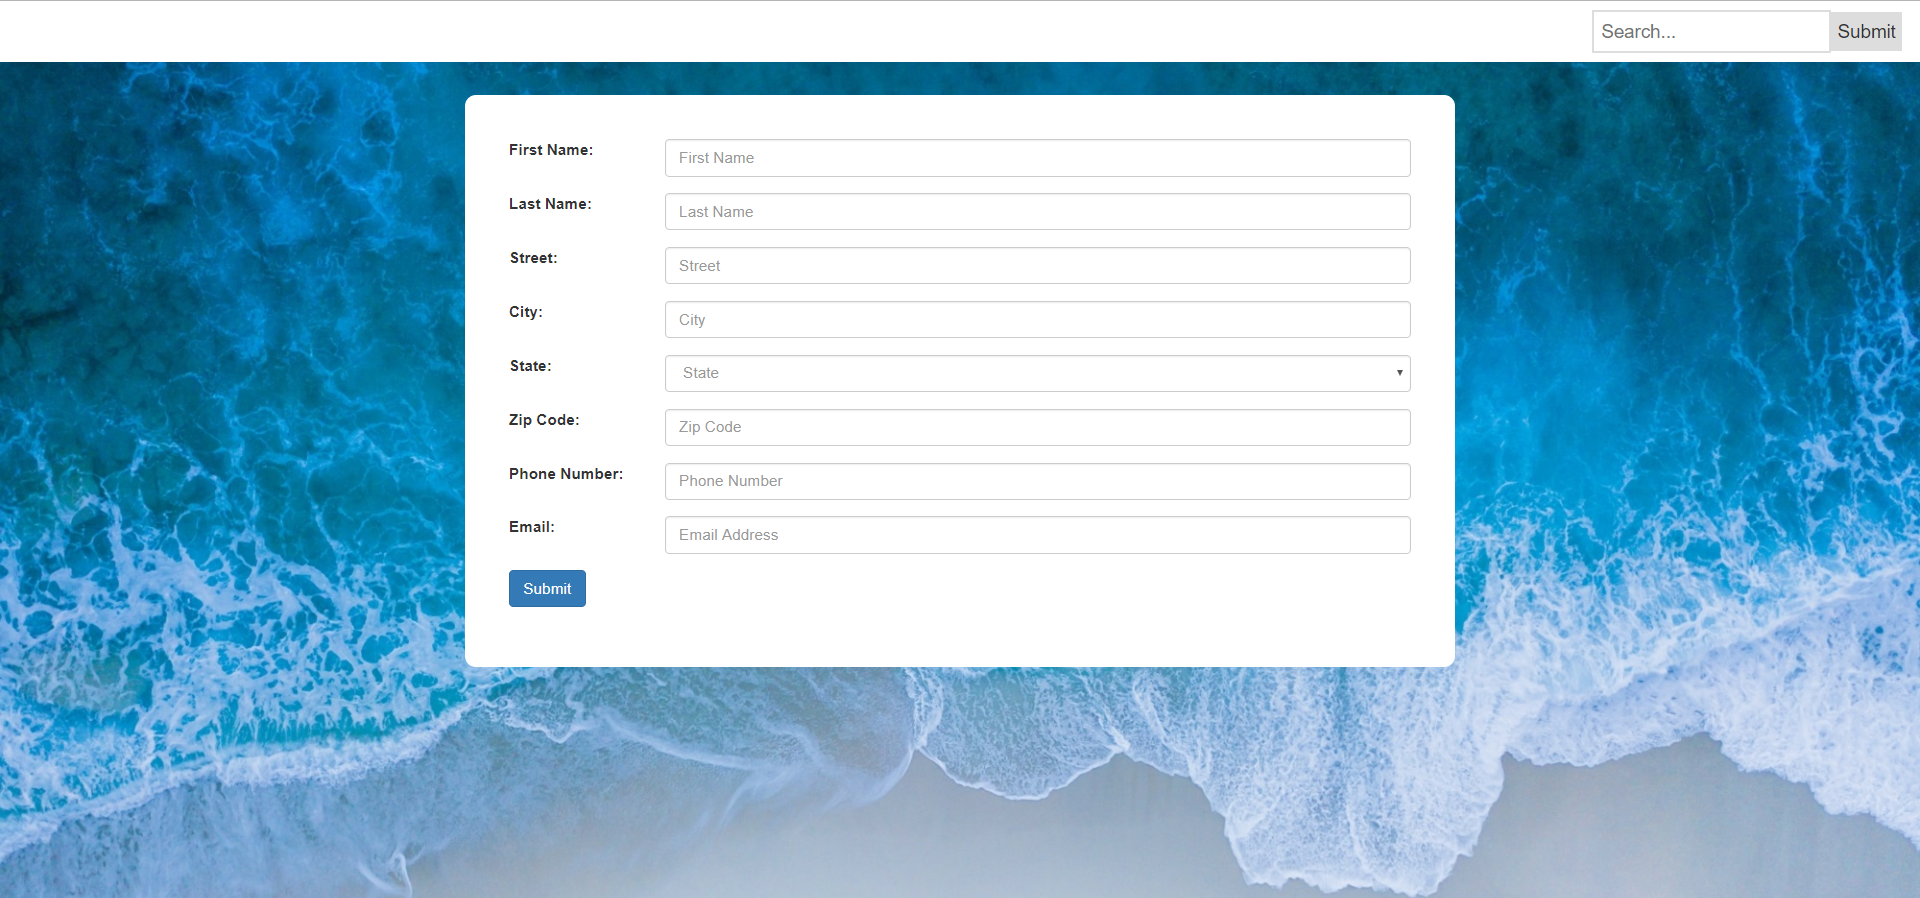 Search... Submit
First Name: First Name
Last Name: Last Name
Street: Street
City: City
State: State
Zip Code: Zip Code
Phone Number: Phone Number
Email: Email Address
Submit